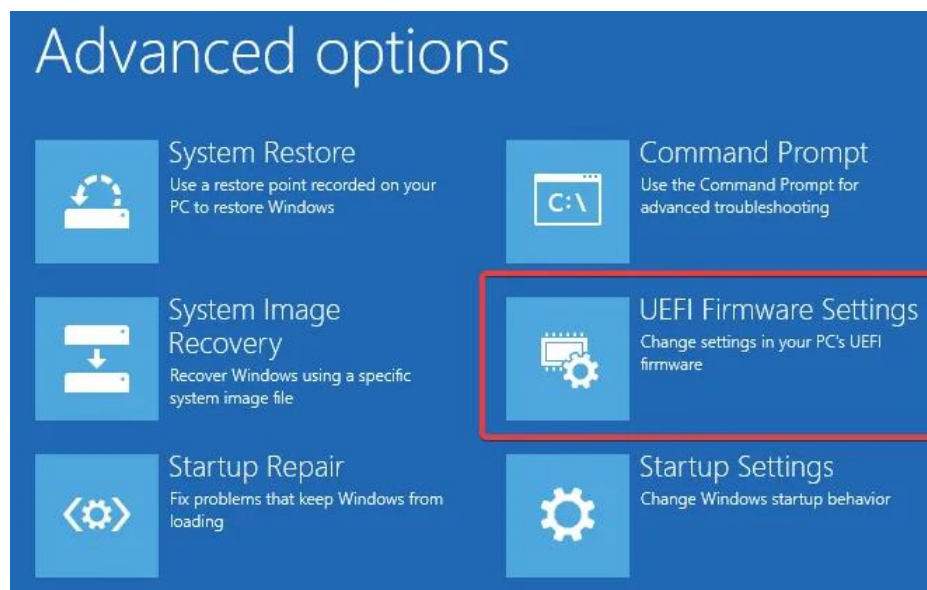 Advanced options
System Restore
Use a restore point recorded on your
PC to restore Windows
Command Prompt
Use the Command Prompt for
advanced troubleshooting
C:\
System Image
Recovery
Recover Windows using a specific
system image file
UEFI Firmware Settings
Change settings in your PC's UEFI
firmware
Startup Repair
Fix problems that keep Windows from
loading
Startup Settings
Change Windows startup behavior